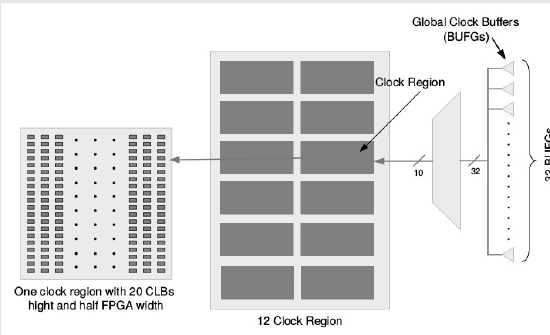 Global Clock Buffers
(BUFGs)
Clock Region
10
32
32 BUFGs
One clock region with 20 CLBs
hight and half FPGA width
12 Clock Region